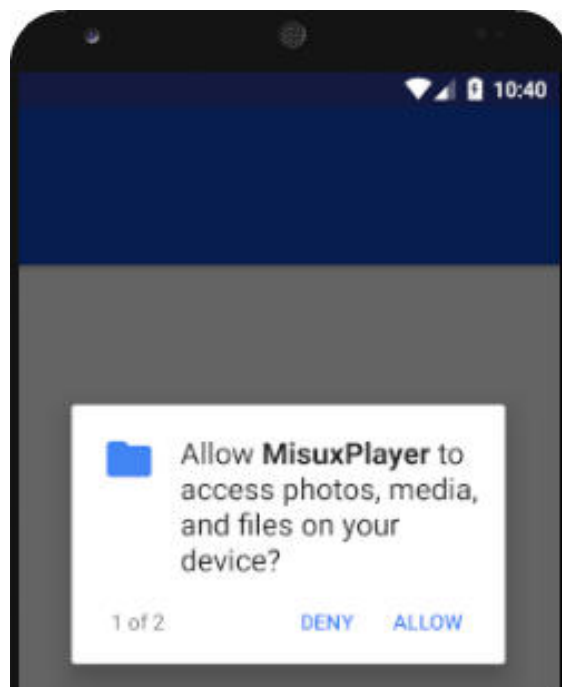 10:40
Allow MisuxPlayer to
access photos, media,
and files on your
device?
1 of 2 DENY ALLOW